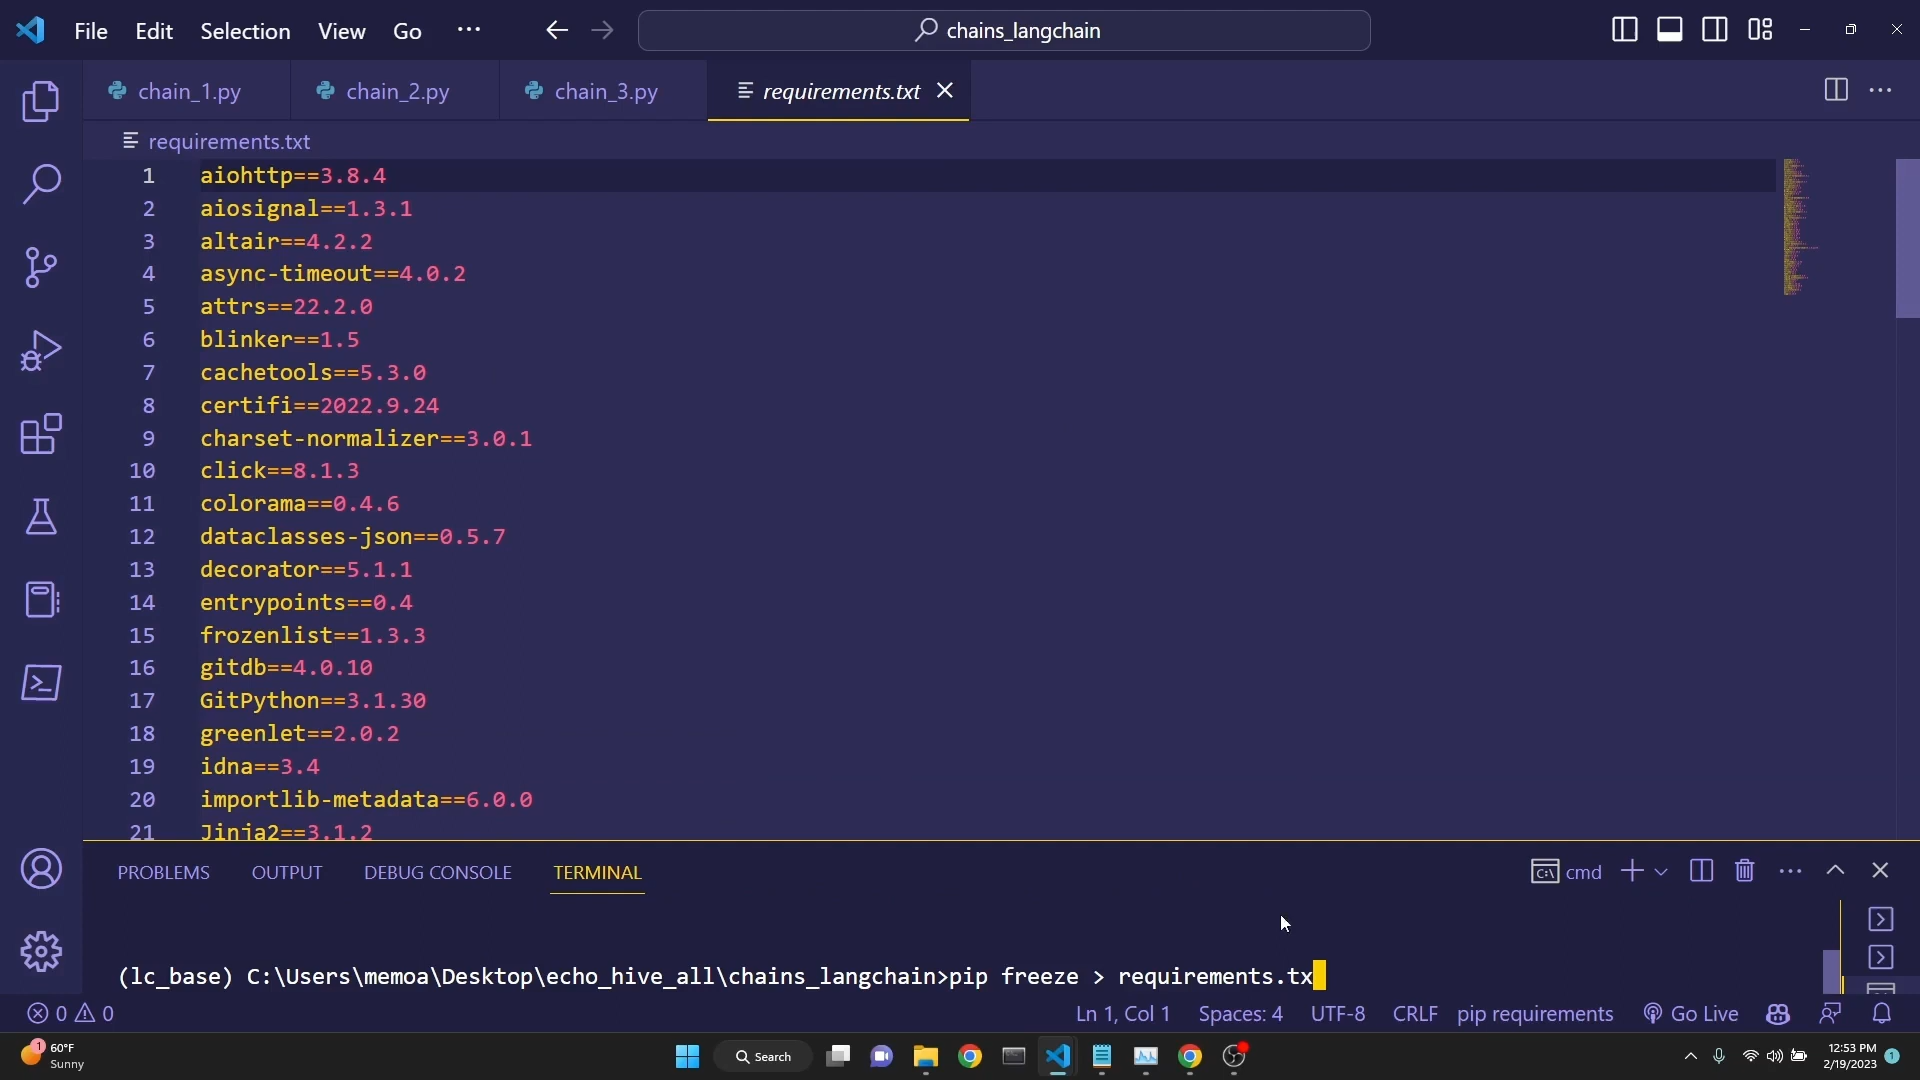 File Edit Selection View Go ··· chains_langchain
chain_1.py chain_2.py chain_3.py requirements.txt
requirements.txt
1 aiohttp==3.8.4
2 aiosignal==1.3.1
3 altair==4.2.2
4 async-timeout==4.0.2
5 attrs==22.2.0
6 blinker==1.5
7 cachetools==5.3.0
8 certifi==2022.9.24
9 charset-normalizer==3.0.1
10 click==8.1.3
11 colorama==0.4.6
12 dataclasses-json==0.5.7
13 decorator==5.1.1
14 entrypoints==0.4
15 frozenlist==1.3.3
16 gitdb==4.0.10
17 GitPython==3.1.30
18 greenlet==2.0.2
19 idna==3.4
20 importlib-metadata==6.0.0
21 Jinja2==3.1.2
PROBLEMS OUTPUT DEBUG CONSOLE TERMINAL cmd
(lc_base) C:\Users\memoa\Desktop\echo_hive_all\chains_langchain>pip freeze > requirements.tx
0 0 Ln 1, Col 1 Spaces: 4 UTF-8 CRLF pip requirements Go Live
1 60°F Search 12:53 PM 1
Sunny 2/19/2023